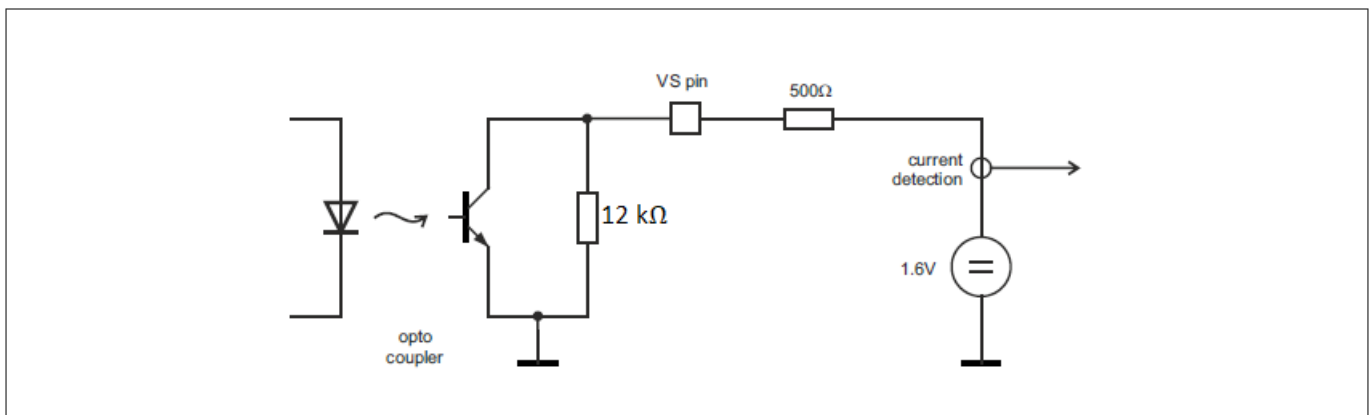 VS pin
500Ω
current
detection
12 kΩ
1.6V
opto
coupler